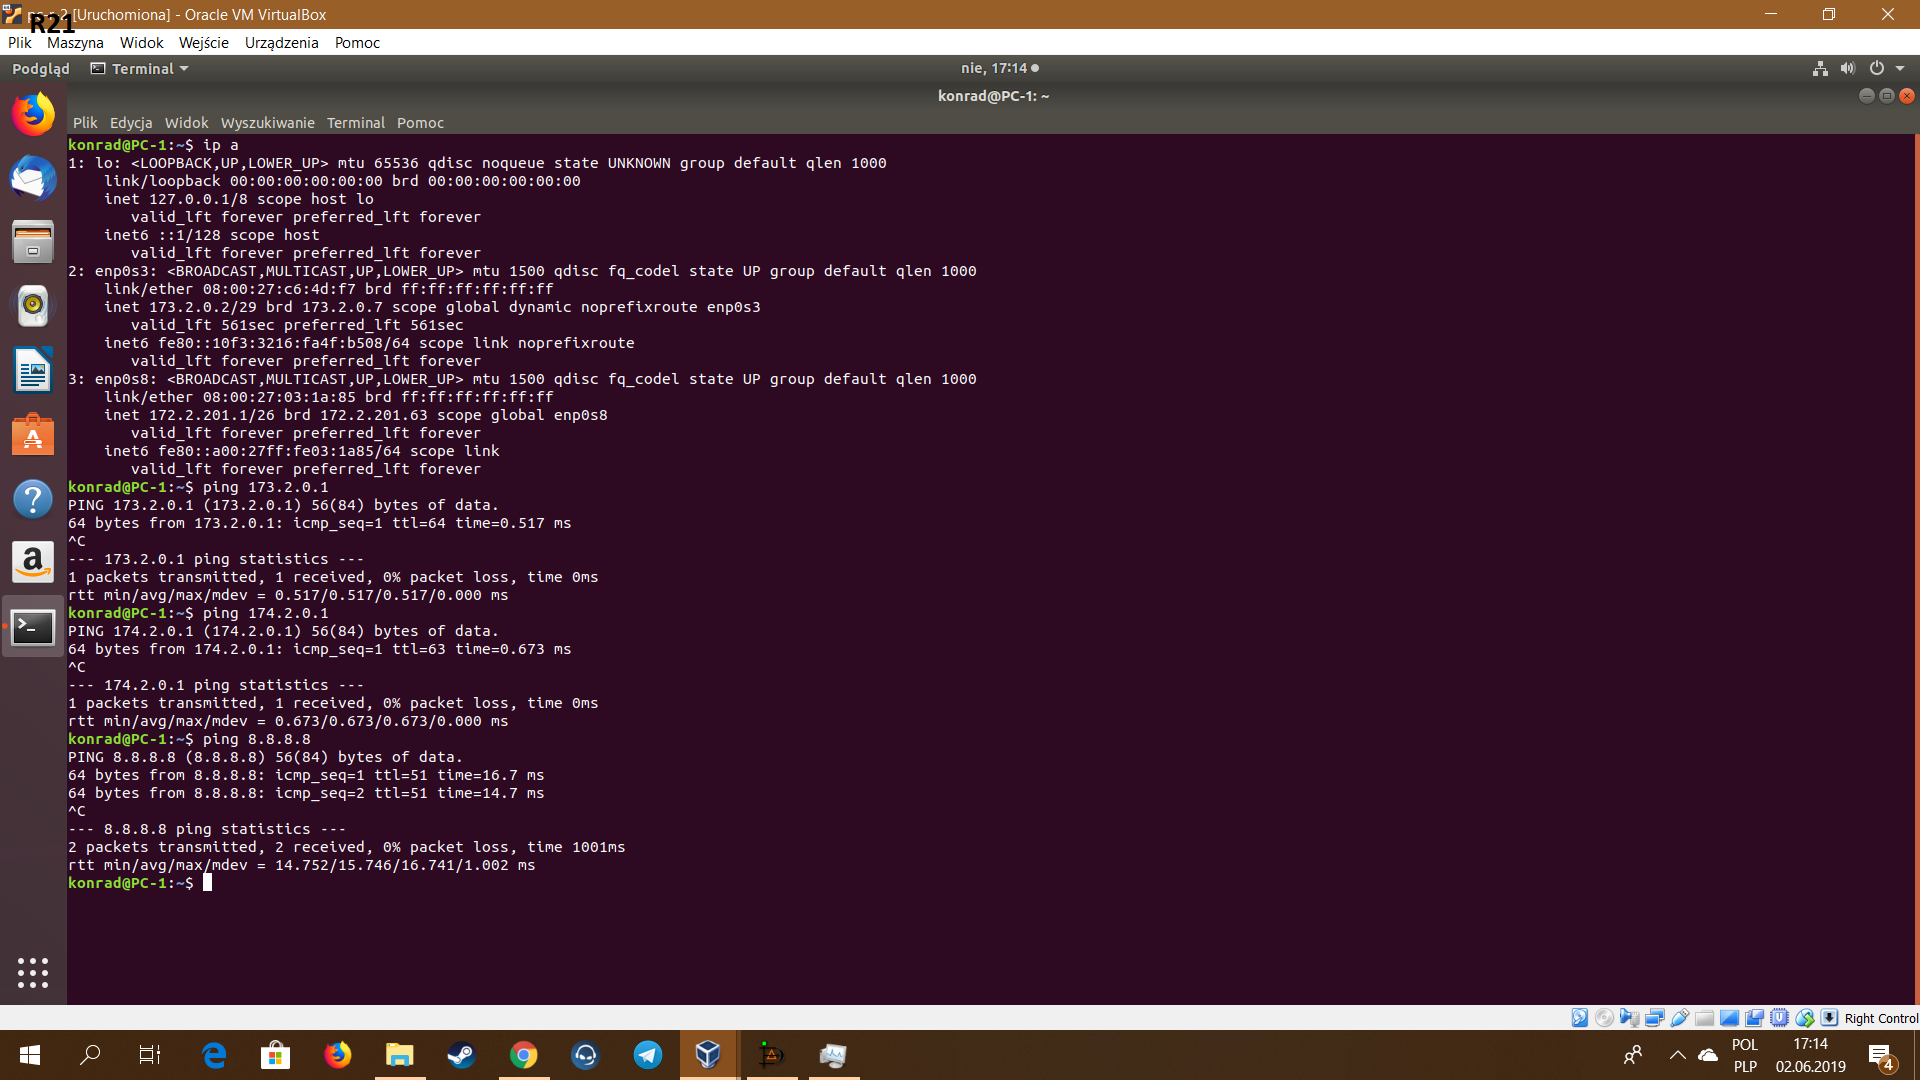 [Uruchomiona] - Oracle VM VirtualBox
R21
Plik Maszyna Widok Wejście Urządzenia Pomoc
Podgląd Terminal nie, 17:14
konrad@PC-1: ~
Plik Edycja Widok Wyszukiwanie Terminal Pomoc
konrad@PC-1:~$ ip a
1: lo: <LOOPBACK,UP,LOWER_UP> mtu 65536 qdisc noqueue state UNKNOWN group default qlen 1000
    link/loopback 00:00:00:00:00:00 brd 00:00:00:00:00:00
    inet 127.0.0.1/8 scope host lo
       valid_lft forever preferred_lft forever
    inet6 ::1/128 scope host
       valid_lft forever preferred_lft forever
2: enp0s3: <BROADCAST,MULTICAST,UP,LOWER_UP> mtu 1500 qdisc fq_codel state UP group default qlen 1000
    link/ether 08:00:27:c6:4d:f7 brd ff:ff:ff:ff:ff:ff
    inet 173.2.0.2/29 brd 173.2.0.7 scope global dynamic noprefixroute enp0s3
       valid_lft 561sec preferred_lft 561sec
    inet6 fe80::10f3:3216:fa4f:b508/64 scope link noprefixroute
       valid_lft forever preferred_lft forever
3: enp0s8: <BROADCAST,MULTICAST,UP,LOWER_UP> mtu 1500 qdisc fq_codel state UP group default qlen 1000
    link/ether 08:00:27:03:1a:85 brd ff:ff:ff:ff:ff:ff
    inet 172.2.201.1/26 brd 172.2.201.63 scope global enp0s8
       valid_lft forever preferred_lft forever
    inet6 fe80::a00:27ff:fe03:1a85/64 scope link
       valid_lft forever preferred_lft forever
konrad@PC-1:~$ ping 173.2.0.1
PING 173.2.0.1 (173.2.0.1) 56(84) bytes of data.
64 bytes from 173.2.0.1: icmp_seq=1 ttl=64 time=0.517 ms
^C
--- 173.2.0.1 ping statistics ---
1 packets transmitted, 1 received, 0% packet loss, time 0ms
rtt min/avg/max/mdev = 0.517/0.517/0.517/0.000 ms
konrad@PC-1:~$ ping 174.2.0.1
PING 174.2.0.1 (174.2.0.1) 56(84) bytes of data.
64 bytes from 174.2.0.1: icmp_seq=1 ttl=63 time=0.673 ms
^C
--- 174.2.0.1 ping statistics ---
1 packets transmitted, 1 received, 0% packet loss, time 0ms
rtt min/avg/max/mdev = 0.673/0.673/0.673/0.000 ms
konrad@PC-1:~$ ping 8.8.8.8
PING 8.8.8.8 (8.8.8.8) 56(84) bytes of data.
64 bytes from 8.8.8.8: icmp_seq=1 ttl=51 time=16.7 ms
64 bytes from 8.8.8.8: icmp_seq=2 ttl=51 time=14.7 ms
^C
--- 8.8.8.8 ping statistics ---
2 packets transmitted, 2 received, 0% packet loss, time 1001ms
rtt min/avg/max/mdev = 14.752/15.746/16.741/1.002 ms
konrad@PC-1:~$
Right Control
POL 17:14
PLP 02.06.2019 4